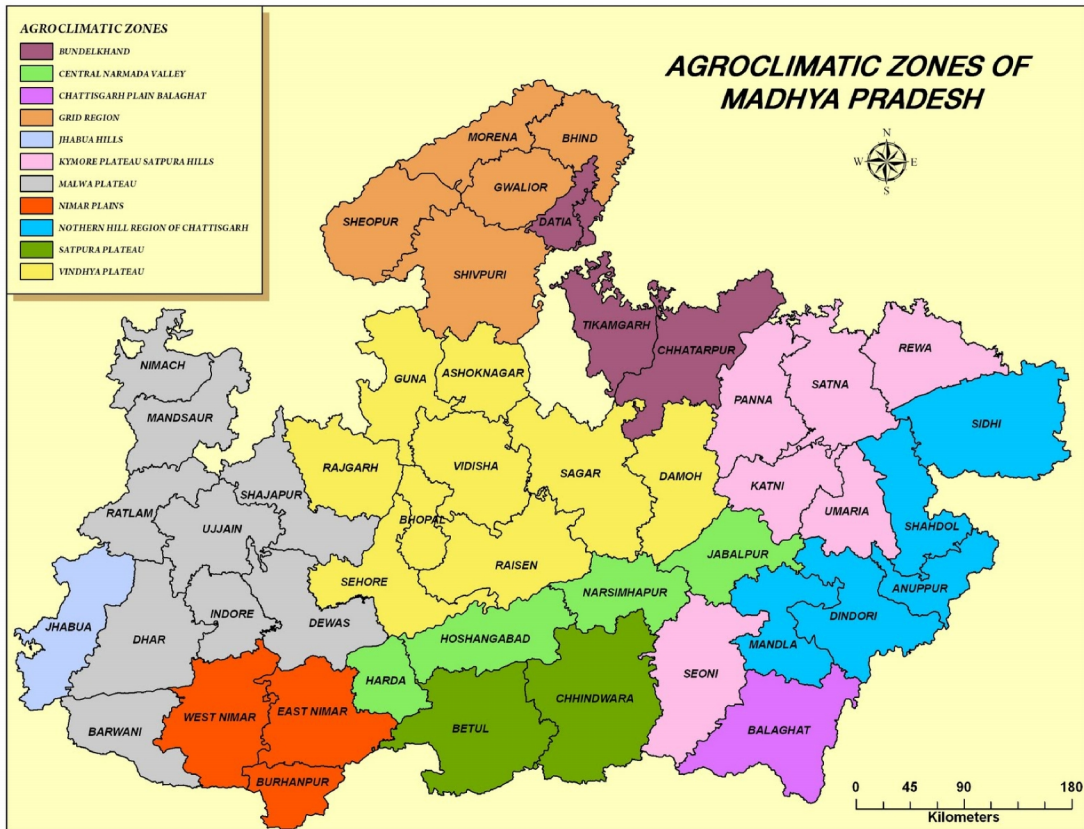 AGROCLIMATIC ZONES
BUNDELKHAND
CENTRAL NARMADA VALLEY
CHATTISGARH PLAIN BALAGHAT
GRID REGION
JHABUA HILLS
KYMORE PLATEAU SATPURA HILLS
MALWA PLATEAU
NIMAR PLAINS
NOTHERN HILL REGION OF CHATTISGARH
SATPURA PLATEAU
VINDHYA PLATEAU
AGROCLIMATIC ZONES OF
MADHYA PRADESH
N
W E
S
MORENA
BHIND
GWALIOR
SHEOPUR
DATIA
SHIVPURI
TIKAMGARH
CHHATARPUR
NIMACH
GUNA
ASHOKNAGAR
REWA
PANNA
SATNA
MANDSAUR
SIDHI
RAJGARH
VIDISHA
SAGAR
DAMOH
KATNI
SHAJAPUR
UMARIA
RATLAM
UJJAIN
BHOPAL
SHAHDOL
JABALPUR
RAISEN
SEHORE
ANUPPUR
NARSIMHAPUR
INDORE
DEWAS
DINDORI
JHABUA
DHAR
HOSHANGABAD
MANDLA
SEONI
HARDA
CHHINDWARA
WEST NIMAR
EAST NIMAR
BARWANI
BETUL
BALAGHAT
BURHANPUR
0 45 90 180
Kilometers